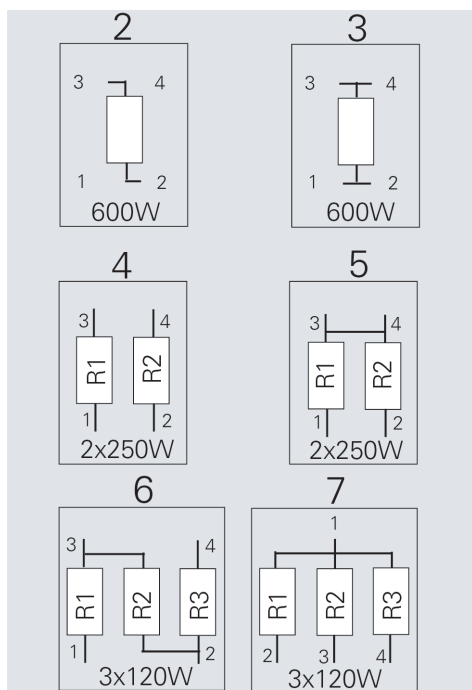 2 3
3 4 3 4
1 2 1 2
600W 600W
4 5
3 4 3 4
R1 R2 R1 R2
1 2 1 2
2x250W 2x250W
6 7
3 4 1
R1 R2 R3 R1 R2 R3
1 2 2 3 4
3x120W 3x120W